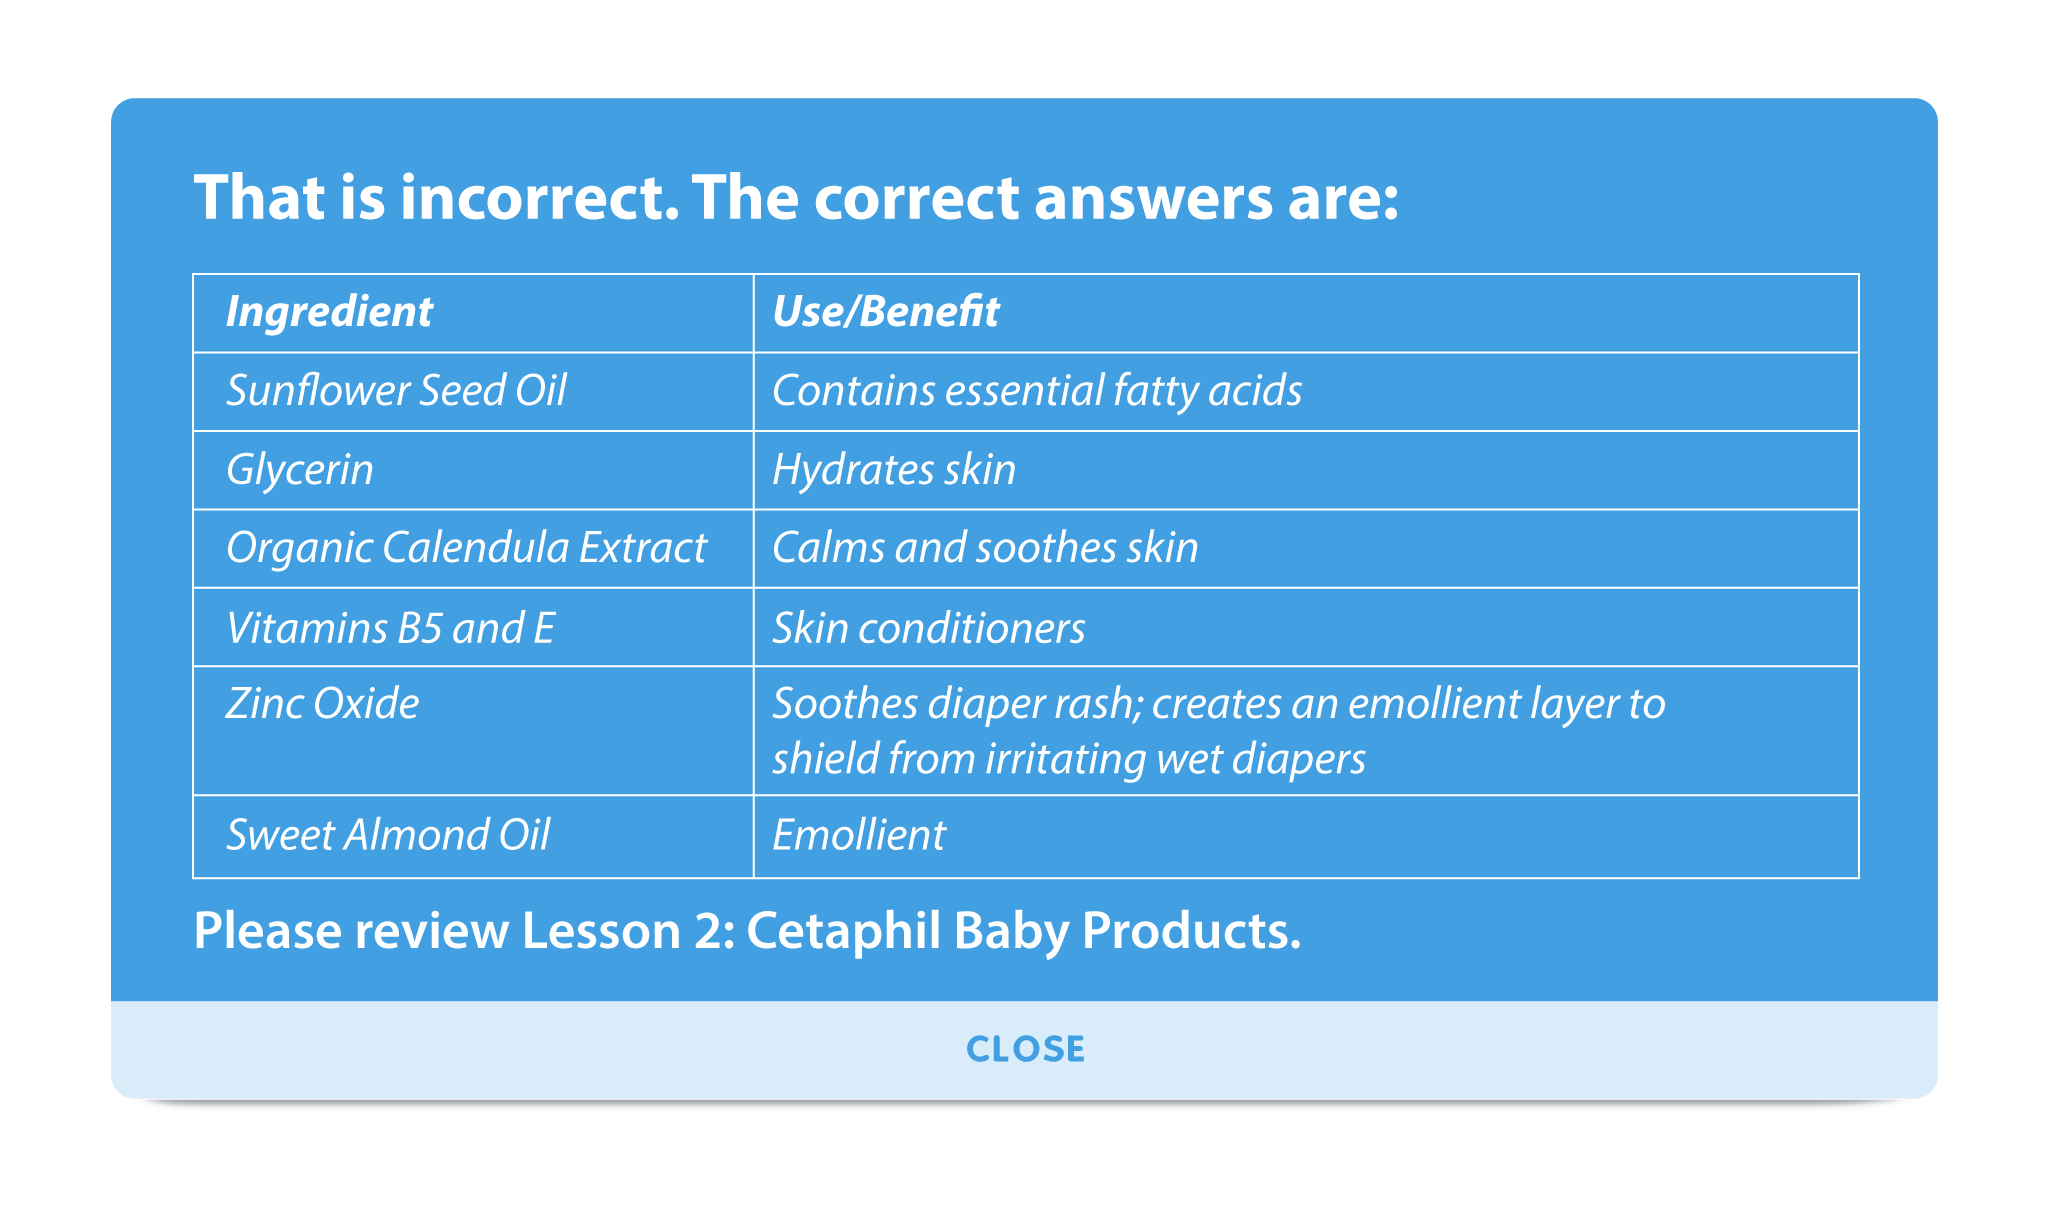 That is incorrect. The correct answers are:
Ingredient Use/Benefit
Sunflower Seed Oil Contains essential fatty acids
Glycerin Hydrates skin
Organic Calendula Extract Calms and soothes skin
Vitamins B5 and E Skin conditioners
Zinc Oxide Soothes diaper rash; creates an emollient layer to
shield from irritating wet diapers
Sweet Almond Oil Emollient
Please review Lesson 2: Cetaphil Baby Products.
CLOSE